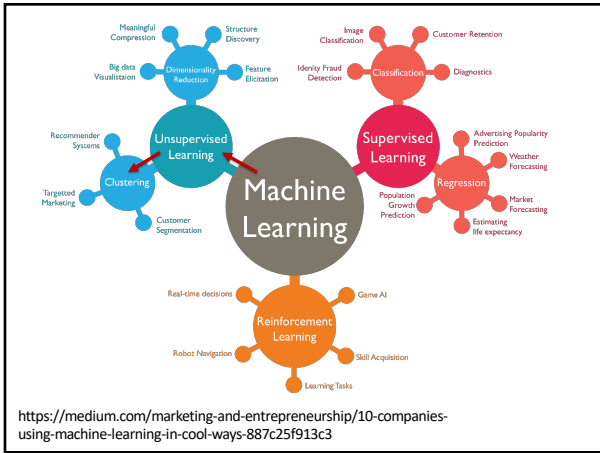 Meaningful
Compression
Structure
Discovery
Big data
Visualistaion
Dimensionality
Reduction
Feature
Elicitation
Unsupervised
Learning
Recommender
Systems
Clustering
Targetted
Marketing
Customer
Segmentation
Machine
Learning
Image
Classification
Customer Retention
Idenity Fraud
Detection
Classification
Diagnostics
Supervised
Learning
Advertising Popularity
Prediction
Weather
Forecasting
Regression
Population
Growth
Prediction
Market
Forecasting
Estimating
life expectancy
Real-time decisions
Game AI
Reinforcement
Learning
Robot Navigation
Skill Acquisition
Learning Tasks
https://medium.com/marketing-and-entrepreneurship/10-companies-
using-machine-learning-in-cool-ways-887c25f913c3